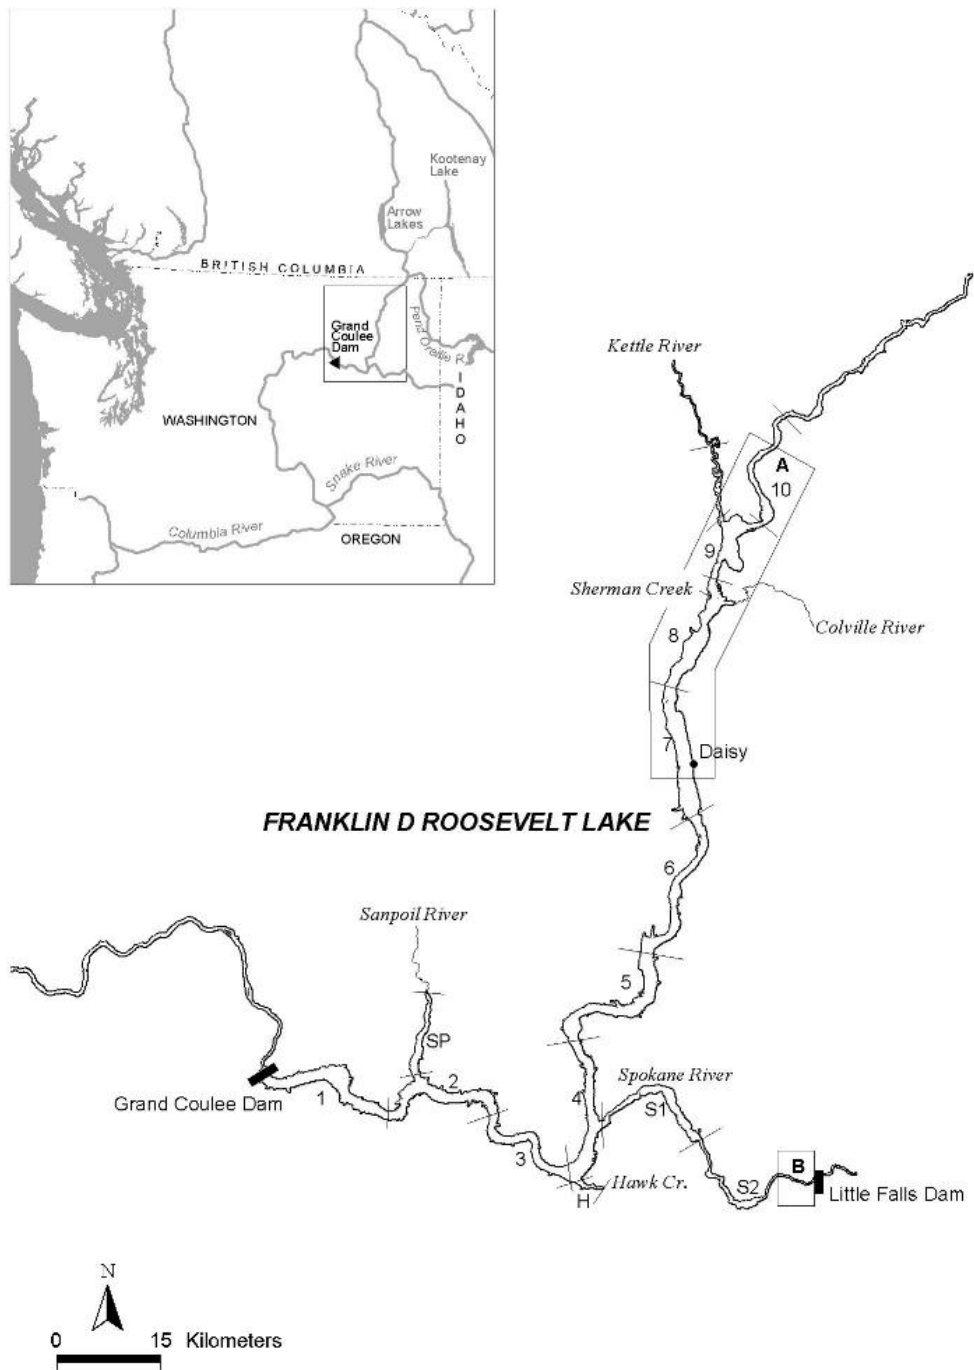 Kootenay
Lake
Arrow
Lakes
BRITISH COLUMBIA
Grand
Coulee
Dam
Pend Oreille R.
IDAHO
WASHINGTON
Snake River
Columbia River
OREGON
Kettle River
A
10
9
Sherman Creek
Colville River
8
7
Daisy
FRANKLIN D ROOSEVELT LAKE
6
Sanpoil River
5
SP
Spokane River
Grand Coulee Dam
1
2
4
S1
3
B
Hawk Cr.
S2
H
Little Falls Dam
N
0 15 Kilometers